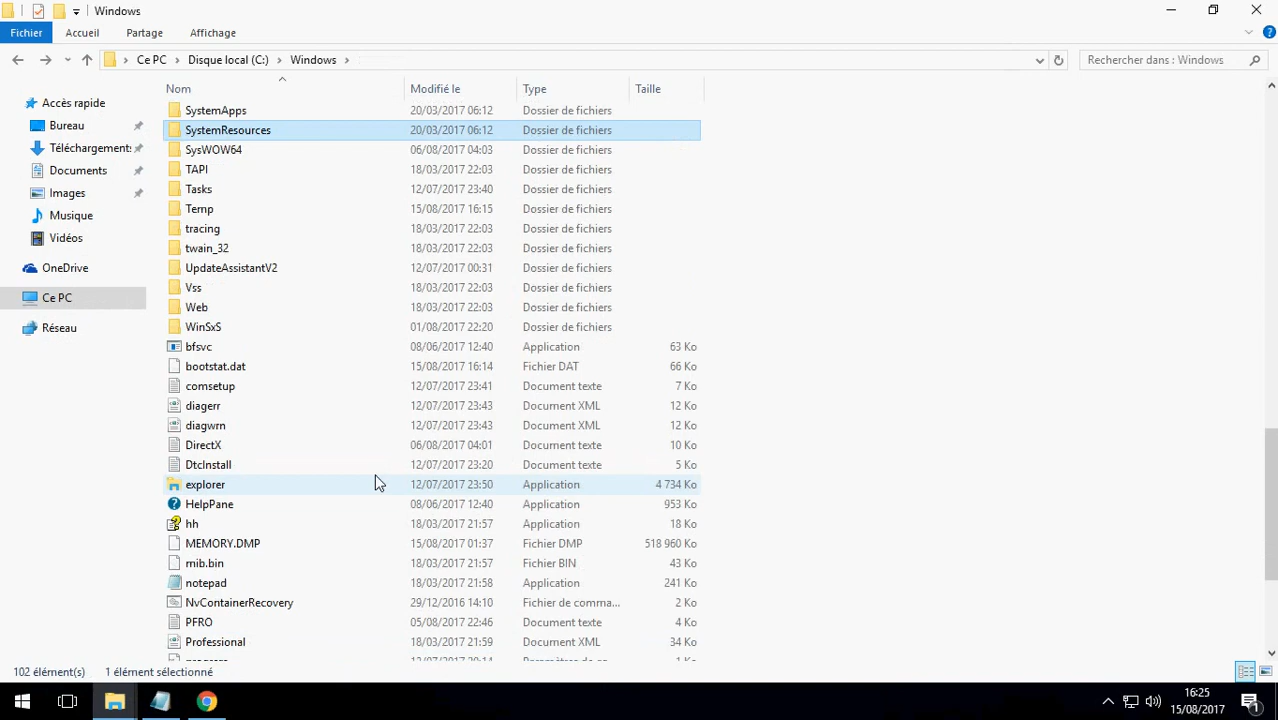 Windows
Fichier Accueil Partage Affichage
Ce PC Disque local (C:) Windows Rechercher dans : Windows
Nom Modifié le Type Taille
Accès rapide
Bureau
Téléchargement:
Documents
Images
Musique
Vidéos
OneDrive
Ce PC
Réseau
SystemApps 20/03/2017 06:12 Dossier de fichiers
SystemResources 20/03/2017 06:12 Dossier de fichiers
SysWOW64 06/08/2017 04:03 Dossier de fichiers
TAPI 18/03/2017 22:03 Dossier de fichiers
Tasks 12/07/2017 23:40 Dossier de fichiers
Temp 15/08/2017 16:15 Dossier de fichiers
tracing 18/03/2017 22:03 Dossier de fichiers
twain_32 18/03/2017 22:03 Dossier de fichiers
UpdateAssistantV2 12/07/2017 00:31 Dossier de fichiers
Vss 18/03/2017 22:03 Dossier de fichiers
Web 18/03/2017 22:03 Dossier de fichiers
WinSxS 01/08/2017 22:20 Dossier de fichiers
bfsvc 08/06/2017 12:40 Application 63 Ko
bootstat.dat 15/08/2017 16:14 Fichier DAT 66 Ko
comsetup 12/07/2017 23:41 Document texte 7 Ko
diagerr 12/07/2017 23:43 Document XML 12 Ko
diagwrn 12/07/2017 23:43 Document XML 12 Ko
DirectX 06/08/2017 04:01 Document texte 10 Ko
DtcInstall 12/07/2017 23:20 Document texte 5 Ko
explorer 12/07/2017 23:50 Application 4 734 Ko
HelpPane 08/06/2017 12:40 Application 953 Ko
hh 18/03/2017 21:57 Application 18 Ko
MEMORY.DMP 15/08/2017 01:37 Fichier DMP 518 960 Ko
mib.bin 18/03/2017 21:57 Fichier BIN 43 Ko
notepad 18/03/2017 21:58 Application 241 Ko
NvContainerRecovery 29/12/2016 14:10 Fichier de comma... 2 Ko
PFRO 05/08/2017 22:46 Document texte 4 Ko
Professional 18/03/2017 21:59 Document XML 34 Ko
102 élément(s) 1 élément sélectionné
16:25
15/08/2017
1